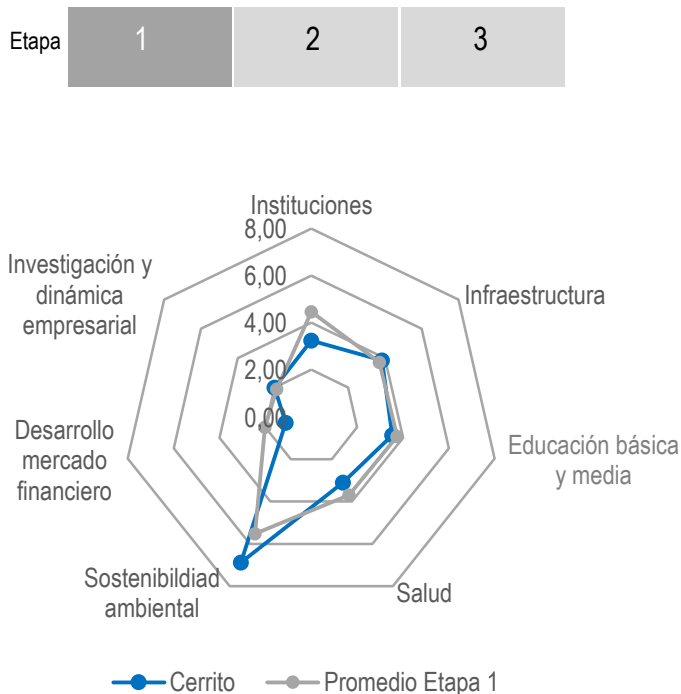 Etapa 1 2 3
Instituciones
8,00
6,00
4,00
2,00
0,00
Infraestructura
Educación básica
y media
Salud
Sostenibildiad
ambiental
Desarrollo
mercado
financiero
Investigación y
dinámica
empresarial
Cerrito Promedio Etapa 1